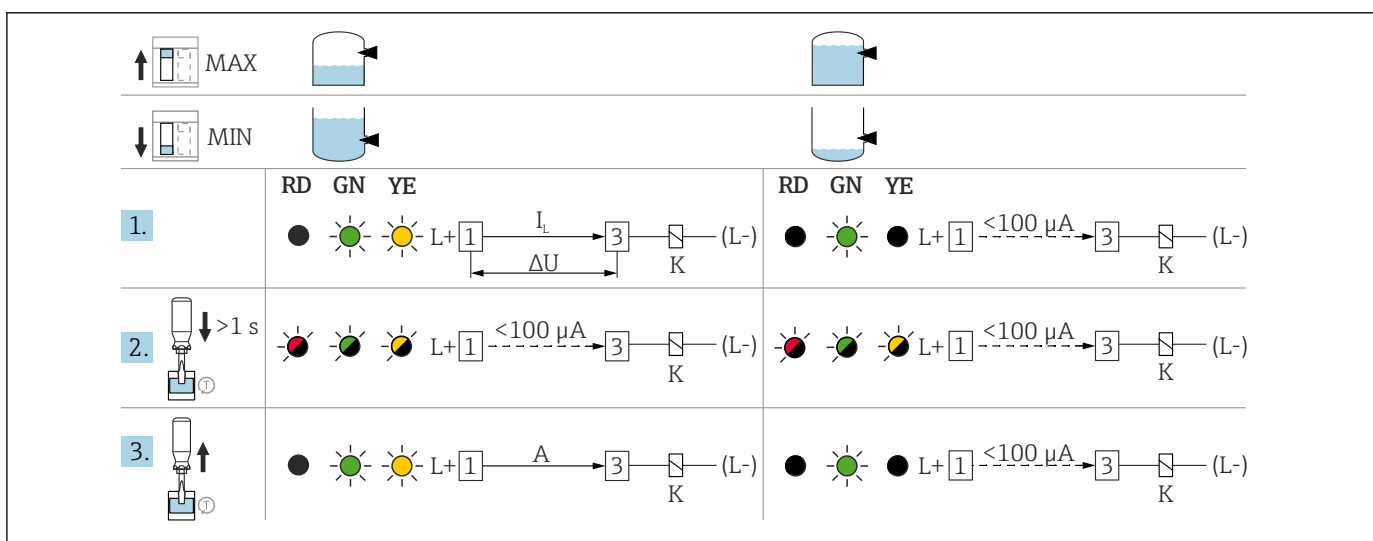 MAX
MIN
RD GN YE RD GN YE
1. L+ 1 I_L 3 (L-) L+ 1 <100 µA 3 (L-)
ΔU K K
2. >1 s L+ 1 <100 µA 3 (L-) L+ 1 <100 µA 3 (L-)
T K K
3. L+ 1 A 3 (L-) L+ 1 <100 µA 3 (L-)
T K K